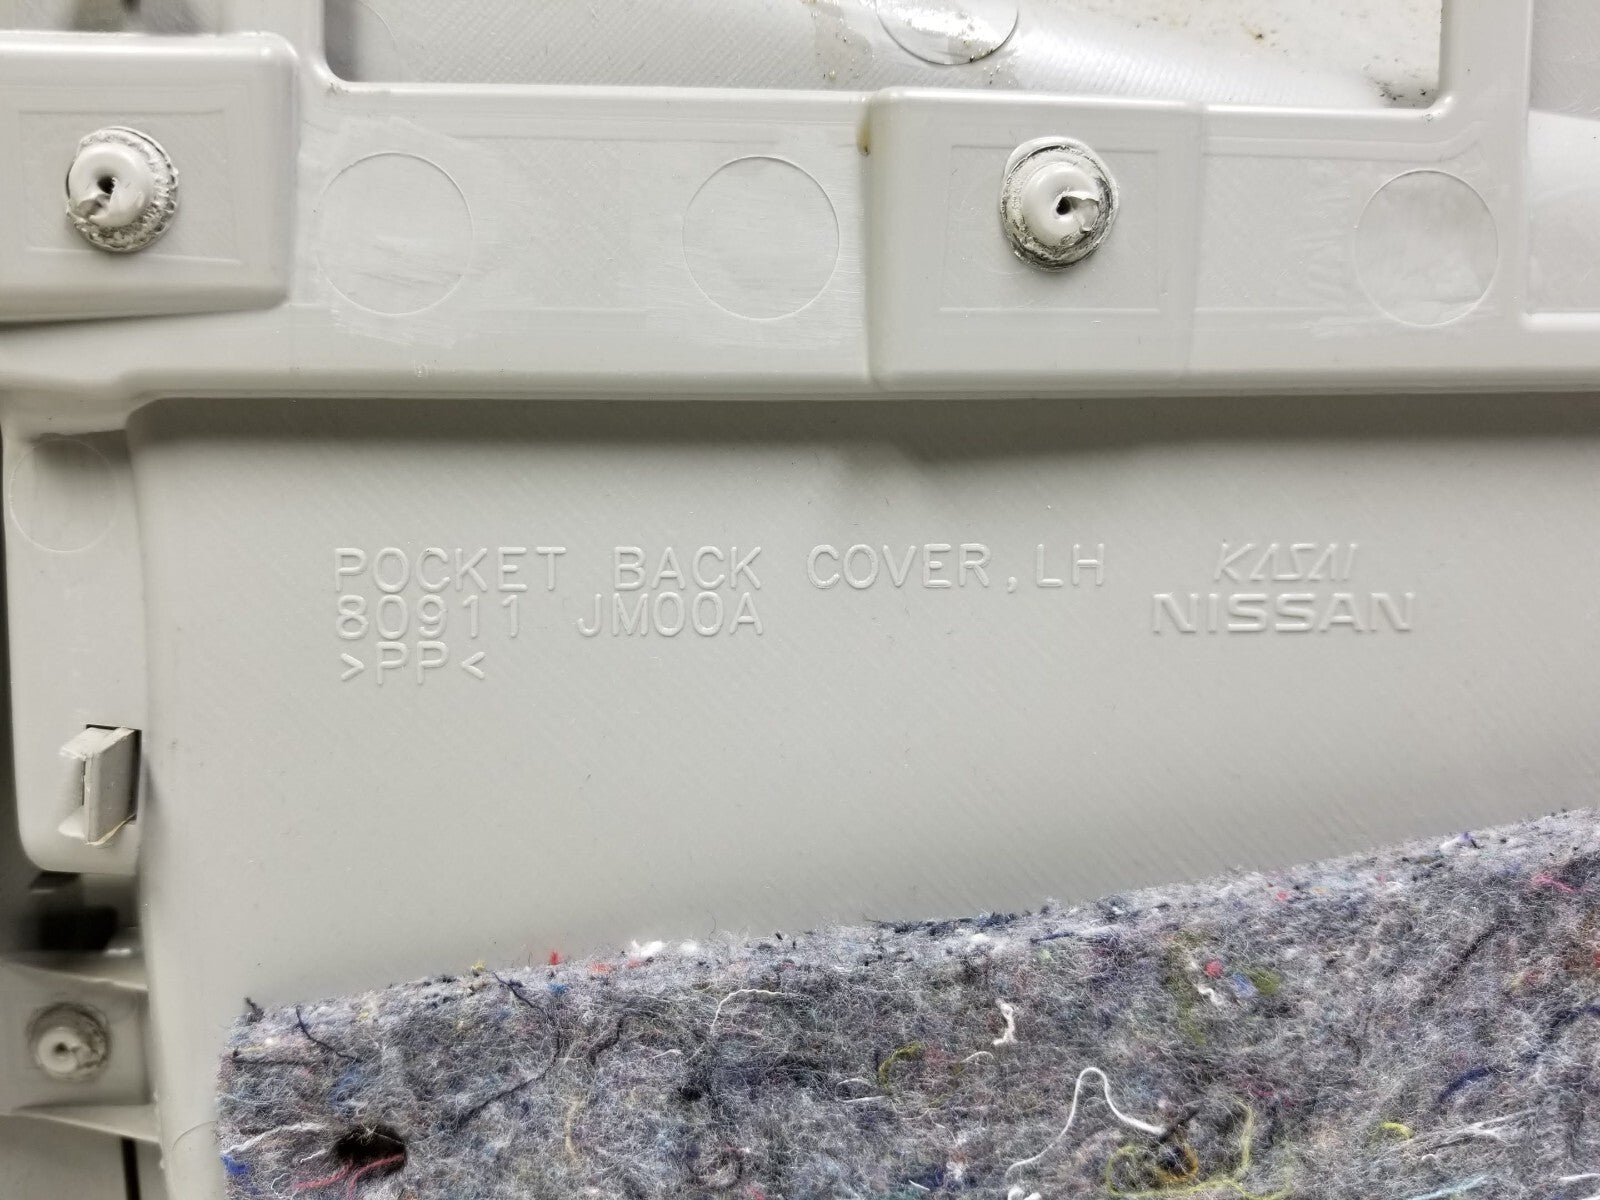 POCKET BACK COVER,LH
80911 JM00A
>PP<
KASAI
NISSAN